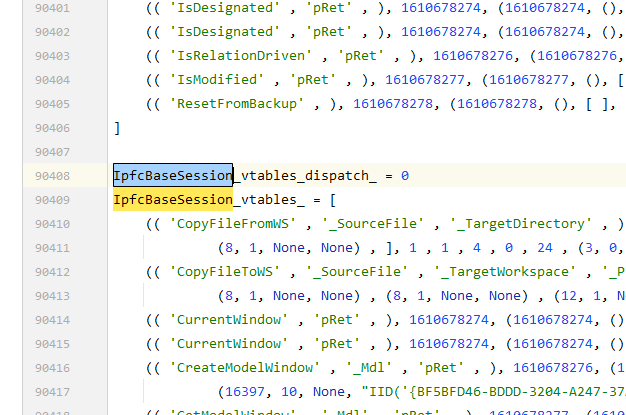 90401 (( 'IsDesignated' , 'pRet' , ), 1610678274, (1610678274, (),
90402 (( 'IsDesignated' , 'pRet' , ), 1610678274, (1610678274, (),
90403 (( 'IsRelationDriven' , 'pRet' , ), 1610678276, (1610678276,
90404 (( 'IsModified' , 'pRet' , ), 1610678277, (1610678277, (), [
90405 (( 'ResetFromBackup' , ), 1610678278, (1610678278, (), [ ],
90406 ]
90407
90408 IpfcBaseSession_vtables_dispatch_ = 0
90409 IpfcBaseSession_vtables_ = [
90410 (( 'CopyFileFromWS' , '_SourceFile' , '_TargetDirectory' , )
90411 (8, 1, None, None) , ], 1 , 1 , 4 , 0 , 24 , (3, 0,
90412 (( 'CopyFileToWS' , '_SourceFile' , '_TargetWorkspace' , '_P
90413 (8, 1, None, None) , (8, 1, None, None) , (12, 1, N
90414 (( 'CurrentWindow' , 'pRet' , ), 1610678274, (1610678274, ()
90415 (( 'CurrentWindow' , 'pRet' , ), 1610678274, (1610678274, ()
90416 (( 'CreateModelWindow' , '_Mdl' , 'pRet' , ), 1610678276, (1
90417 (16397, 10, None, "IID('{BF5BFD46-BDDD-3204-A247-37